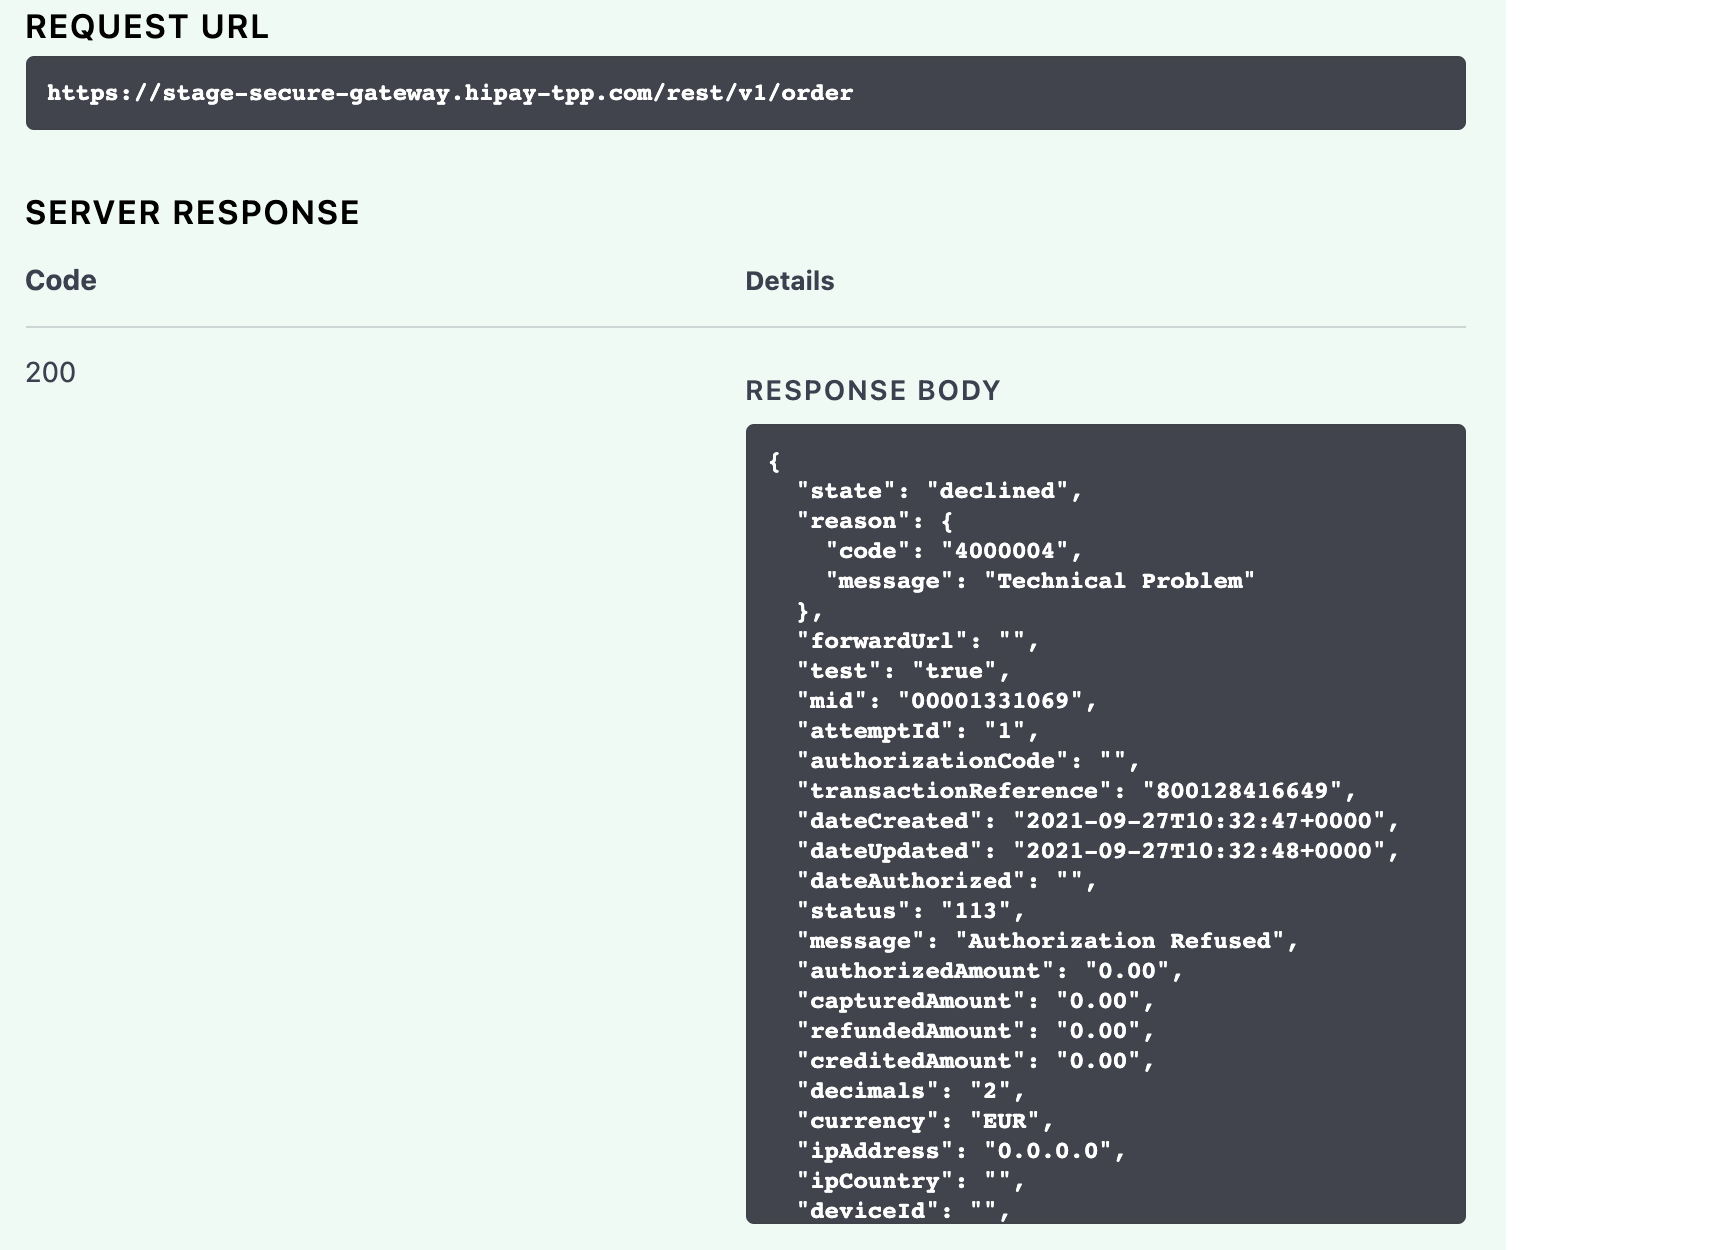 REQUEST URL
https://stage-secure-gateway.hipay-tpp.com/rest/v1/order
SERVER RESPONSE
Code
Details
200
RESPONSE BODY
{
  "state": "declined",
  "reason": {
    "code": "4000004",
    "message": "Technical Problem"
  },
  "forwardUrl": "",
  "test": "true",
  "mid": "00001331069",
  "attemptId": "1",
  "authorizationCode": "",
  "transactionReference": "800128416649",
  "dateCreated": "2021-09-27T10:32:47+0000",
  "dateUpdated": "2021-09-27T10:32:48+0000",
  "dateAuthorized": "",
  "status": "113",
  "message": "Authorization Refused",
  "authorizedAmount": "0.00",
  "capturedAmount": "0.00",
  "refundedAmount": "0.00",
  "creditedAmount": "0.00",
  "decimals": "2",
  "currency": "EUR",
  "ipAddress": "0.0.0.0",
  "ipCountry": "",
  "deviceId": "",